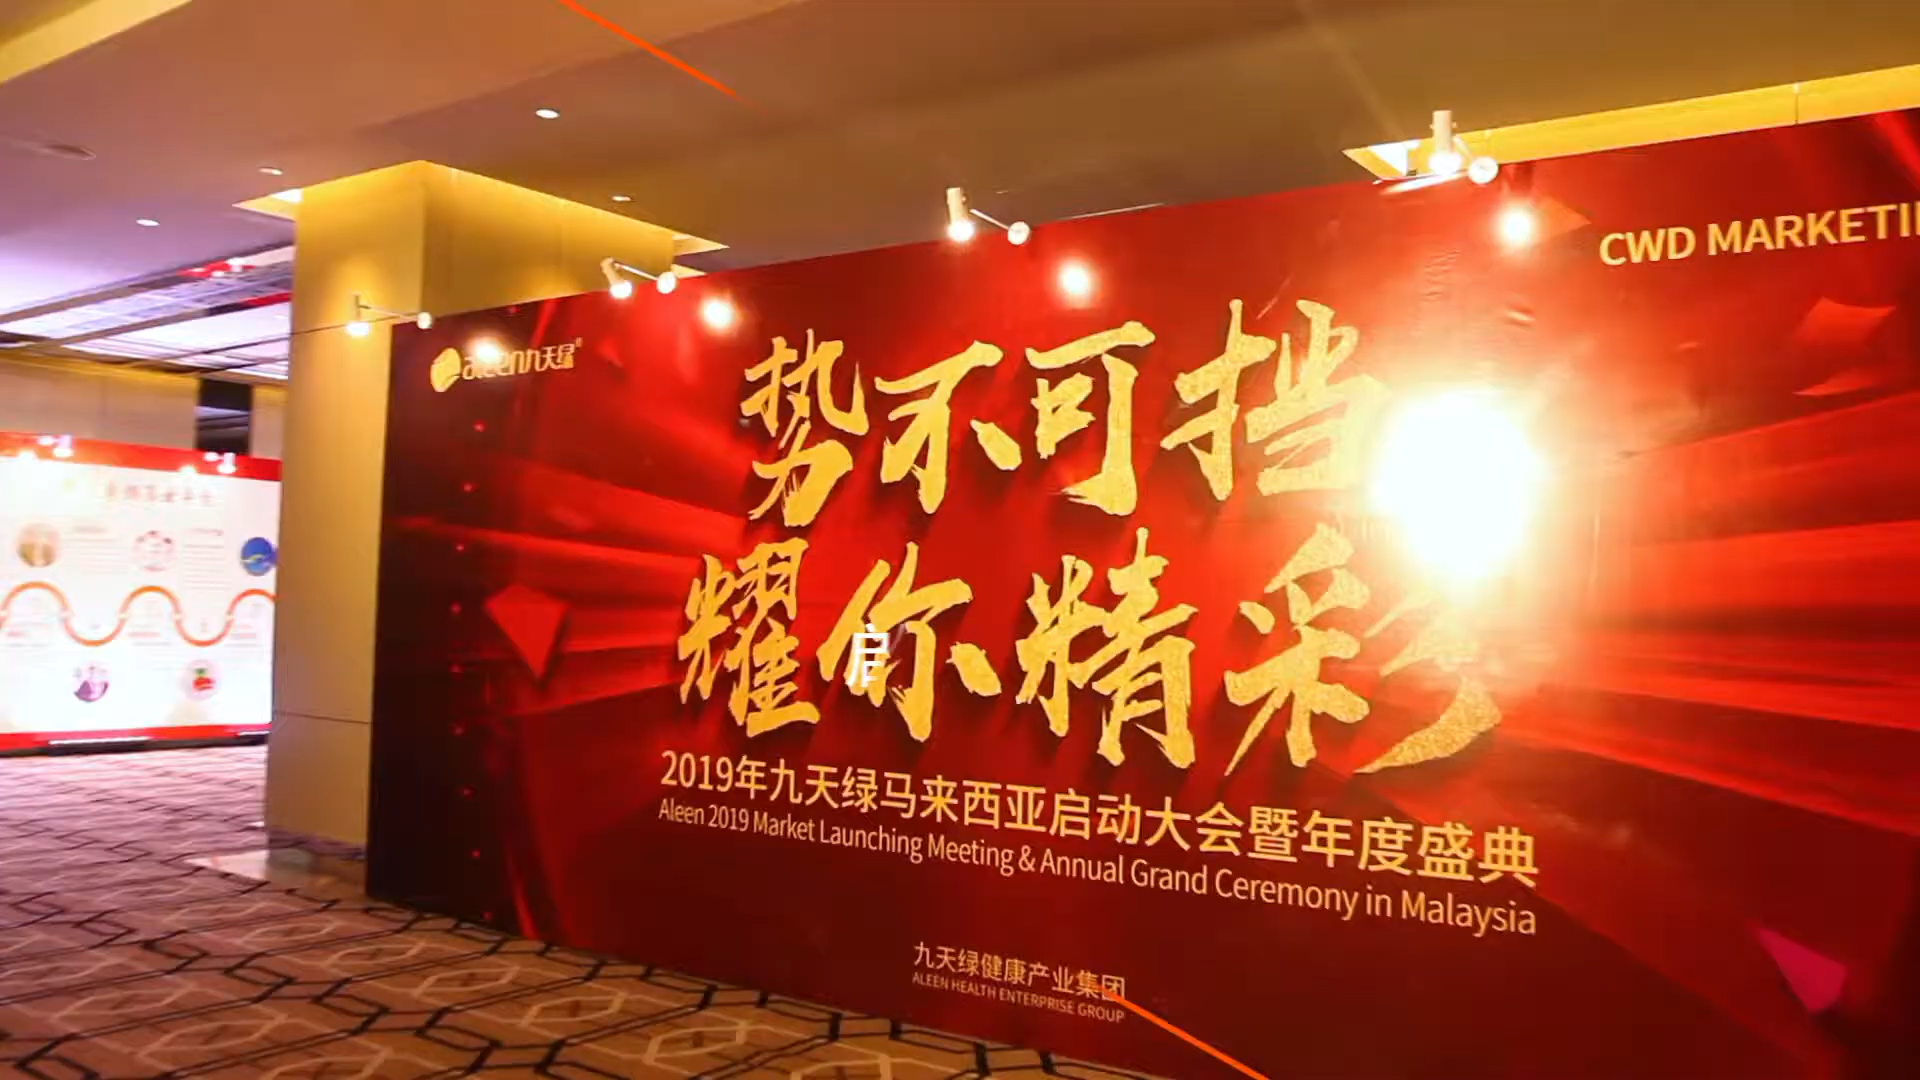 aleen九天绿
CWD MARKETI
势不可挡
耀你精彩
启
2019年九天绿马来西亚启动大会暨年度盛典
Aleen 2019 Market Launching Meeting & Annual Grand Ceremony in Malaysia
九天绿健康产业集团
ALEEN HEALTH ENTERPRISE GROUP